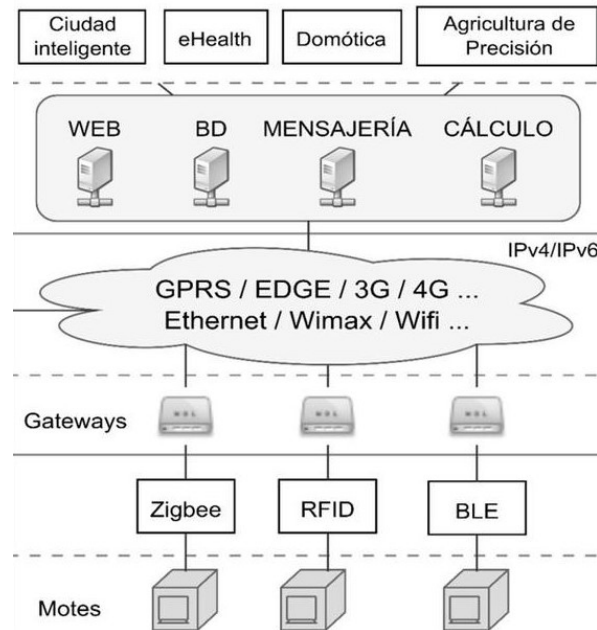 Ciudad
inteligente
eHealth
Domótica
Agricultura de
Precisión
WEB
BD
MENSAJERÍA
CÁLCULO
IPv4/IPv6
GPRS / EDGE / 3G / 4G ...
Ethernet / Wimax / Wifi ...
Gateways
Zigbee
RFID
BLE
Motes